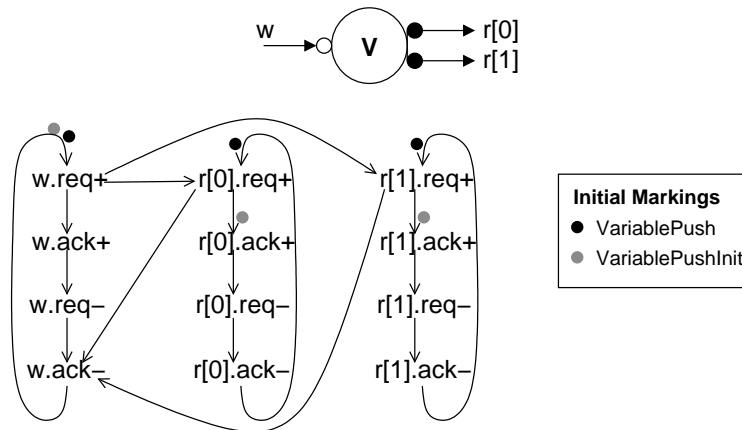 w
V
r[0]
r[1]
w.req+ r[0].req+ r[1].req+
w.ack+ r[0].ack+ r[1].ack+
w.req− r[0].req− r[1].req−
w.ack− r[0].ack− r[1].ack−
Initial Markings
VariablePush
VariablePushInit